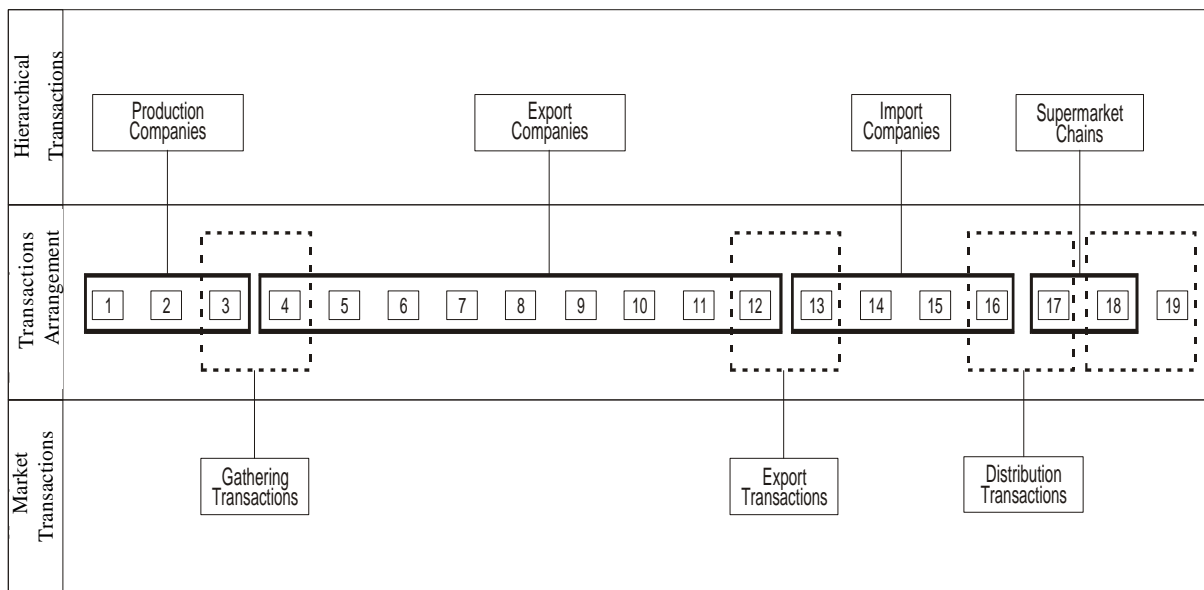 Hierarchical
Transactions
Production
Companies
Export
Companies
Import
Companies
Supermarket
Chains
Transactions
Arrangement
1 2 3 4 5 6 7 8 9 10 11 12 13 14 15 16 17 18 19
Market
Transactions
Gathering
Transactions
Export
Transactions
Distribution
Transactions